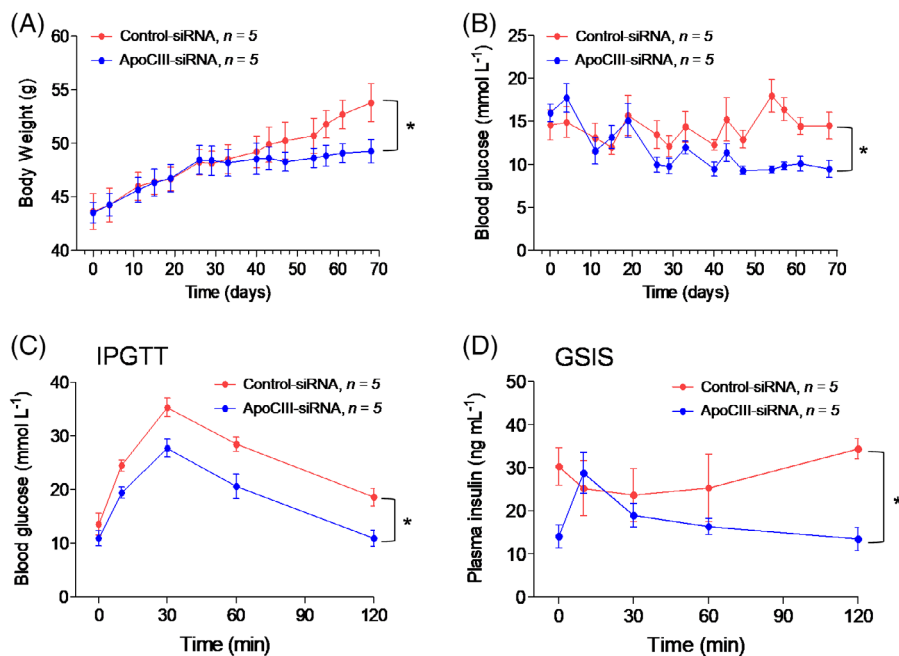 (A)
Control-siRNA, n = 5
ApoCIII-siRNA, n = 5
Body Weight (g)
60
55
50
45
40
*
0 10 20 30 40 50 60 70
Time (days)
(B)
Control-siRNA, n = 5
ApoCIII-siRNA, n = 5
Blood glucose (mmol L⁻¹)
25
20
15
10
5
0
*
0 10 20 30 40 50 60 70
Time (days)
(C)
IPGTT
Control-siRNA, n = 5
ApoCIII-siRNA, n = 5
Blood glucose (mmol L⁻¹)
40
30
20
10
0
*
0 30 60 90 120
Time (min)
(D)
GSIS
Control-siRNA, n = 5
ApoCIII-siRNA, n = 5
Plasma insulin (ng mL⁻¹)
50
40
30
20
10
0
*
0 30 60 90 120
Time (min)